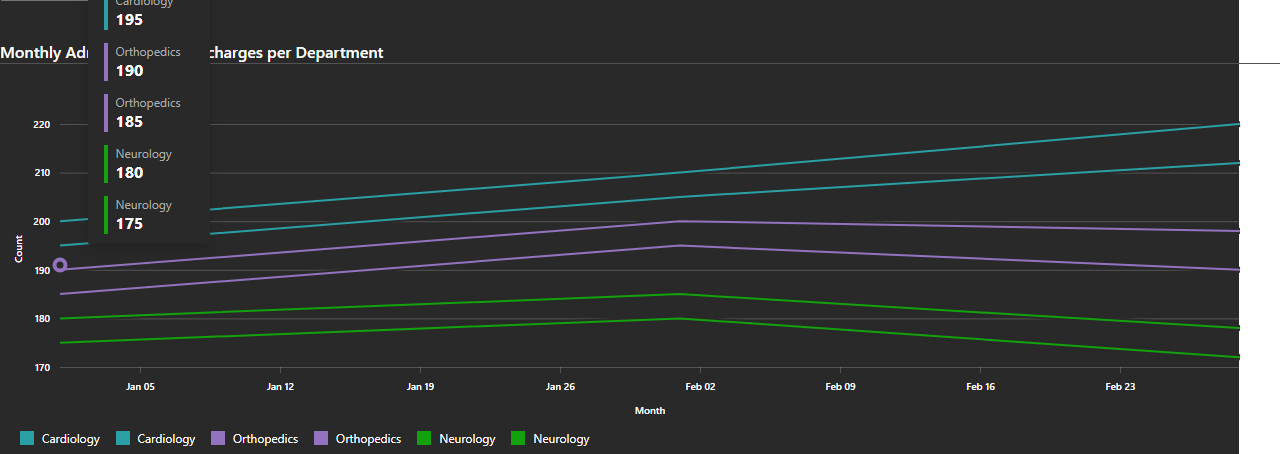 Cardiology
195
Monthly Ad charges per Department
Orthopedics
190
Orthopedics
185
Neurology
180
Neurology
175
220
210
200
190
180
170
Count
Jan 05 Jan 12 Jan 19 Jan 26 Feb 02 Feb 09 Feb 16 Feb 23
Month
Cardiology Cardiology Orthopedics Orthopedics Neurology Neurology